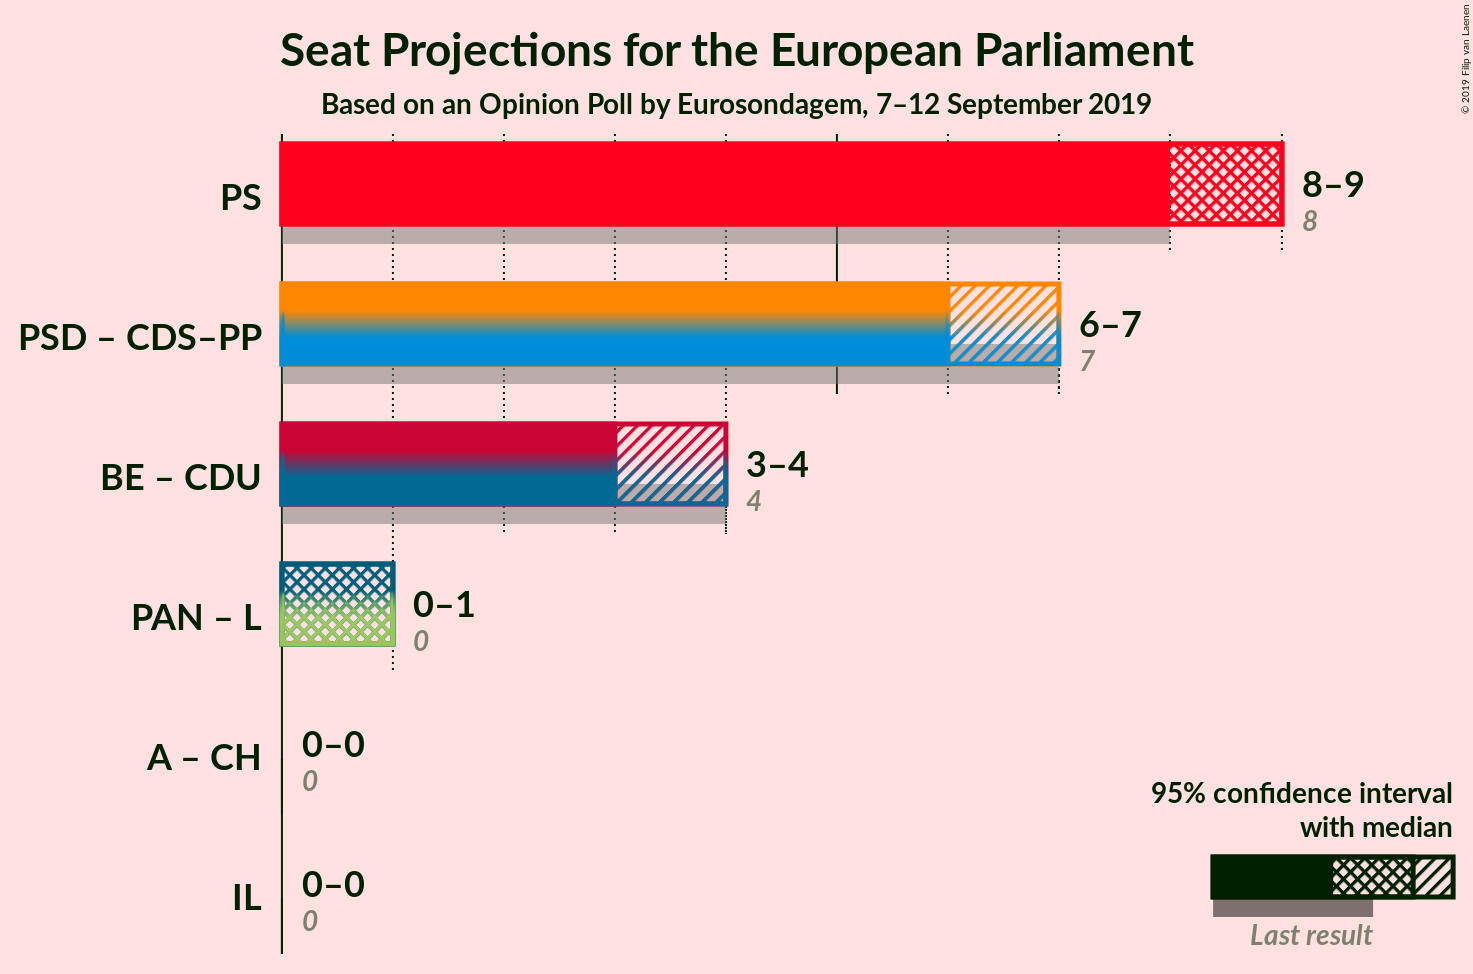 Seat Projections for the European Parliament
Based on an Opinion Poll by Eurosondagem, 7–12 September 2019
© 2019 Filip van Laenen
PS
8–9
8
PSD – CDS–PP
6–7
7
BE – CDU
3–4
4
PAN – L
0–1
0
A – CH
0–0
0
IL
0–0
0
95% confidence interval
with median
Last result